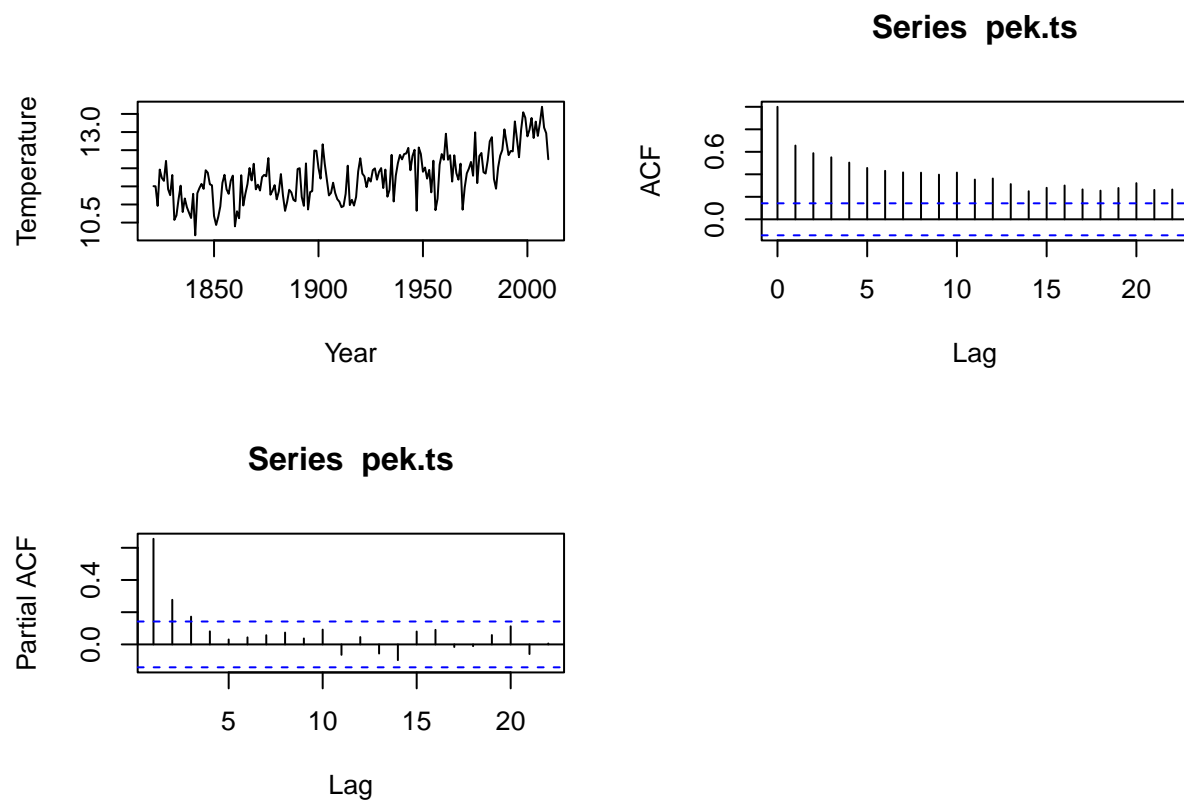 Temperature
10.5
13.0
1850 1900 1950 2000
Year
Series pek.ts
ACF
0.0
0.6
0 5 10 15 20
Lag
Series pek.ts
Partial ACF
0.0
0.4
5 10 15 20
Lag